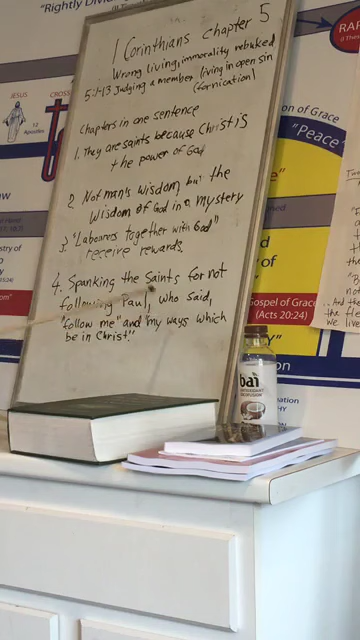 "Rightly Divi
1 Corinthians chapter 5
Wrong living, immorality rebuked
5:1-13 Judging a member living in open sin
(fornication)
Chapters in one sentence
1. They are saints because Christ is
the power of God
2. Not man's wisdom but the
wisdom of God in a mystery
3. "Labourers together with God"
receive rewards.
4. Spanking the Saints for not
following Paul, who said,
"follow me" and "my ways which
be in Christ."
JESUS
CROSS
12
Apostles
RAP
on of Grace
"Peace"
d of
Gospel of Grace
(Acts 20:24)
bai